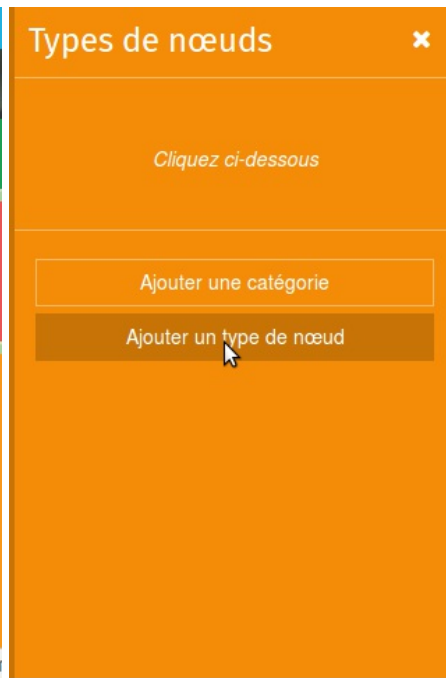 Types de nœuds
Cliquez ci-dessous
Ajouter une catégorie
Ajouter un type de nœud